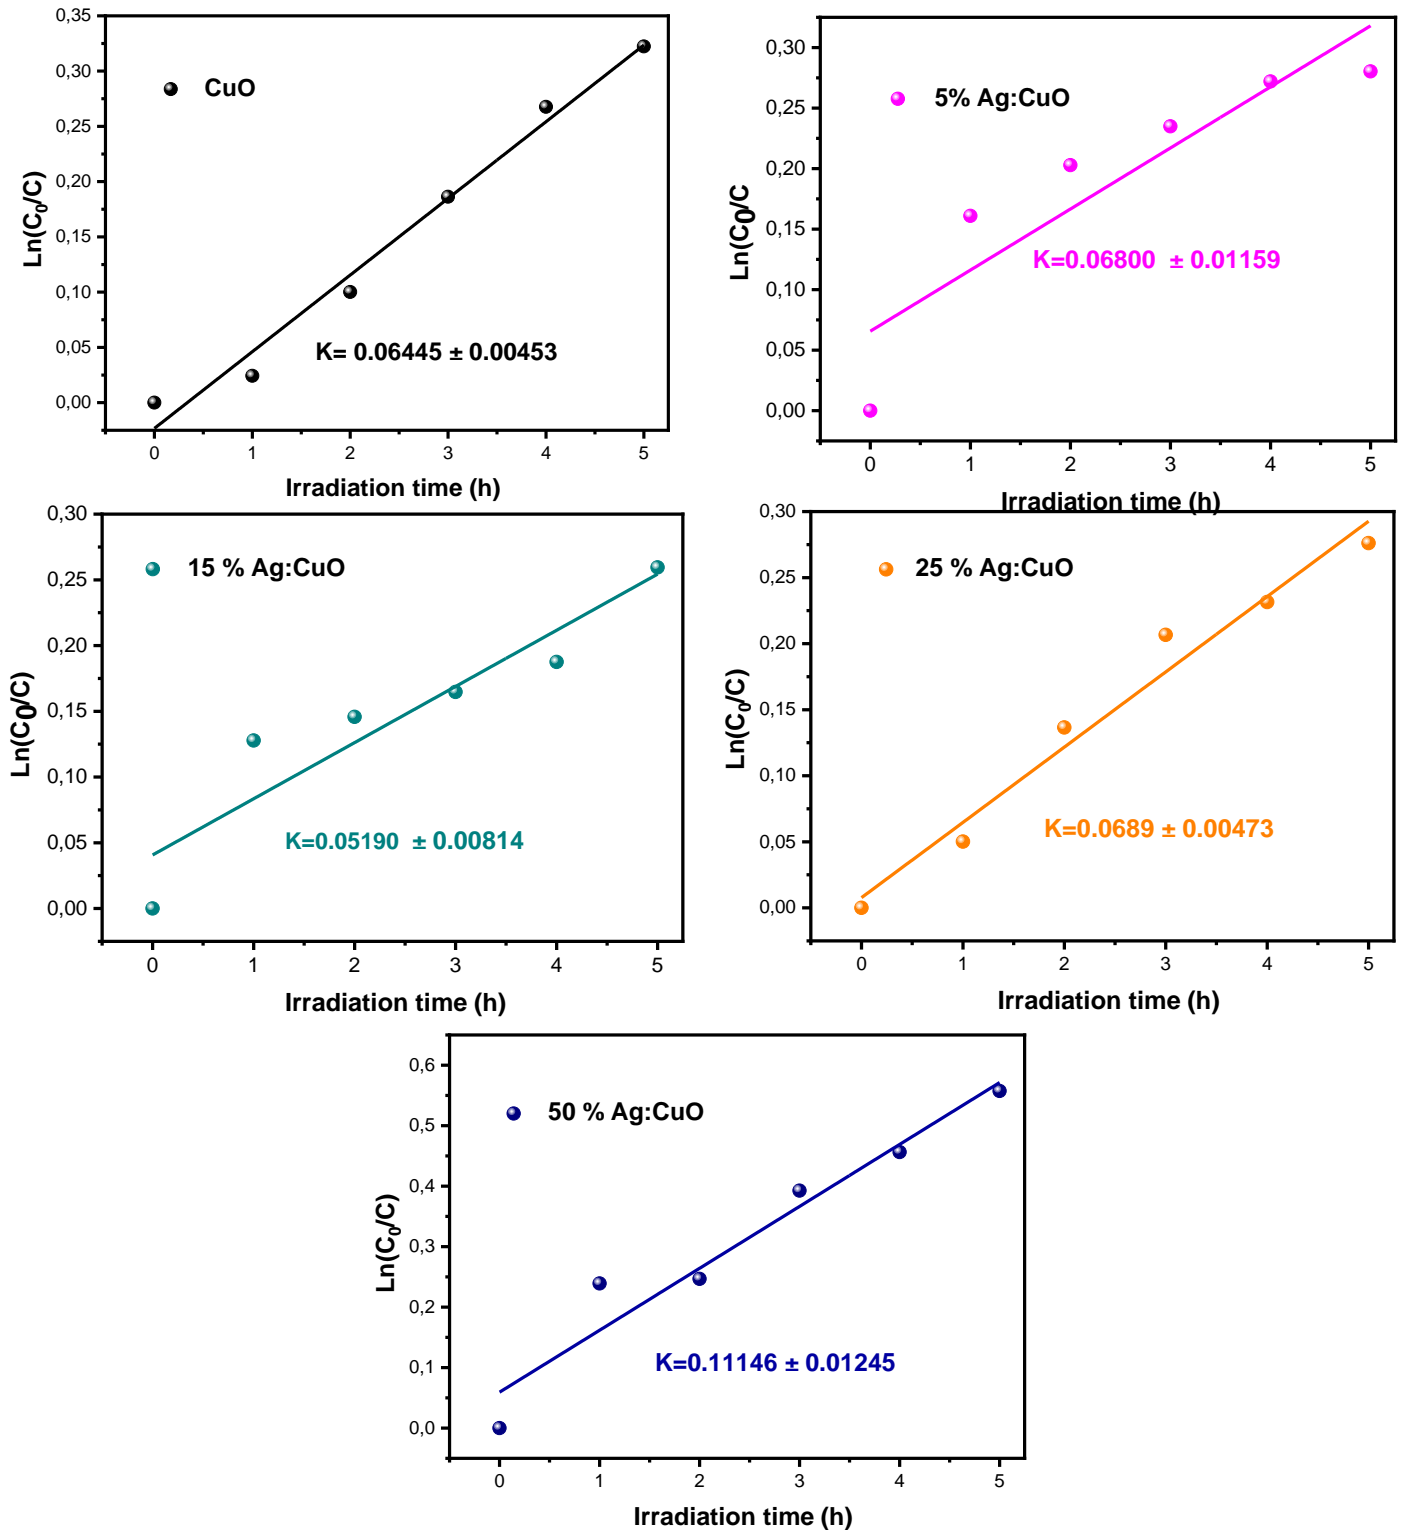 0,35
0,30
0,25
0,20
0,15
0,10
0,05
0,00
Ln(C₀/C)
CuO
K= 0.06445 ± 0.00453
0 1 2 3 4 5
Irradiation time (h)
0,30
0,25
0,20
0,15
0,10
0,05
0,00
Ln(C0/C
5% Ag:CuO
K=0.06800 ± 0.01159
0 1 2 3 4 5
Irradiation time (h)
0,30
0,25
0,20
0,15
0,10
0,05
0,00
Ln(C0/C)
15 % Ag:CuO
K=0.05190 ± 0.00814
0 1 2 3 4 5
Irradiation time (h)
0,30
0,25
0,20
0,15
0,10
0,05
0,00
Ln(C₀/C)
25 % Ag:CuO
K=0.0689 ± 0.00473
0 1 2 3 4 5
Irradiation time (h)
0,6
0,5
0,4
0,3
0,2
0,1
0,0
Ln(C₀/C)
50 % Ag:CuO
K=0.11146 ± 0.01245
0 1 2 3 4 5
Irradiation time (h)